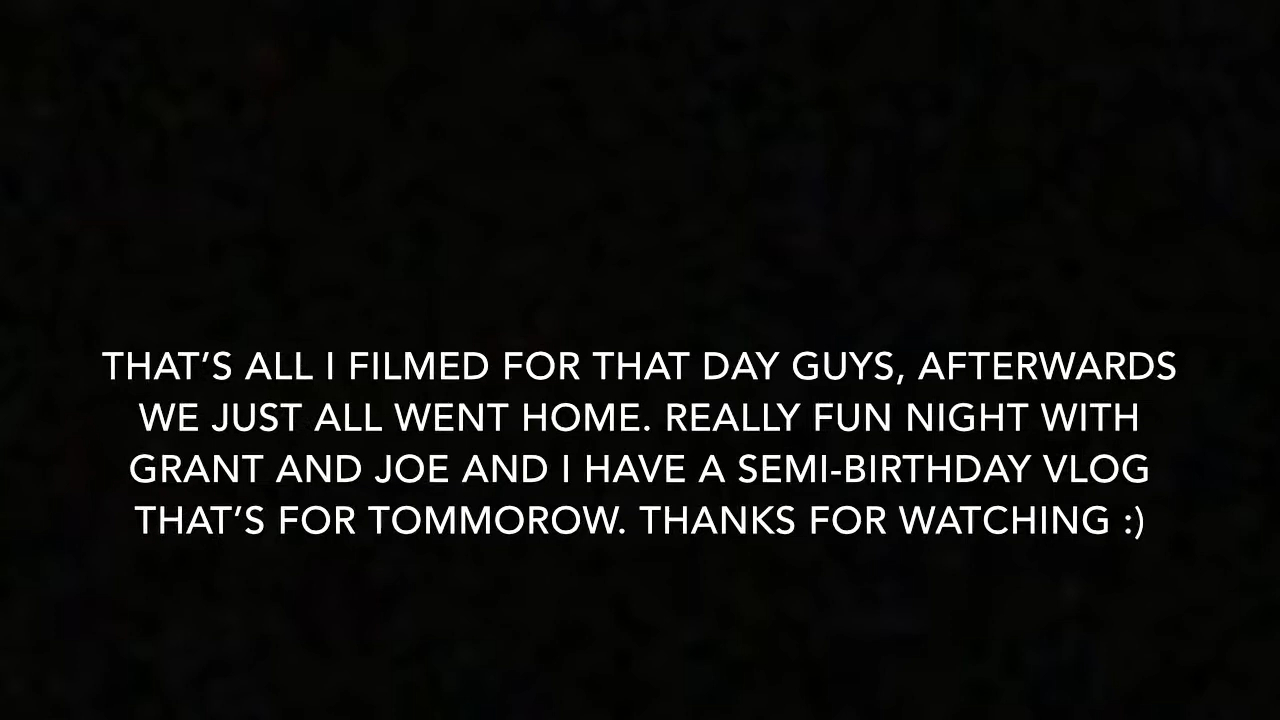 THAT’S ALL I FILMED FOR THAT DAY GUYS, AFTERWARDS
WE JUST ALL WENT HOME. REALLY FUN NIGHT WITH
GRANT AND JOE AND I HAVE A SEMI-BIRTHDAY VLOG
THAT’S FOR TOMMOROW. THANKS FOR WATCHING :)